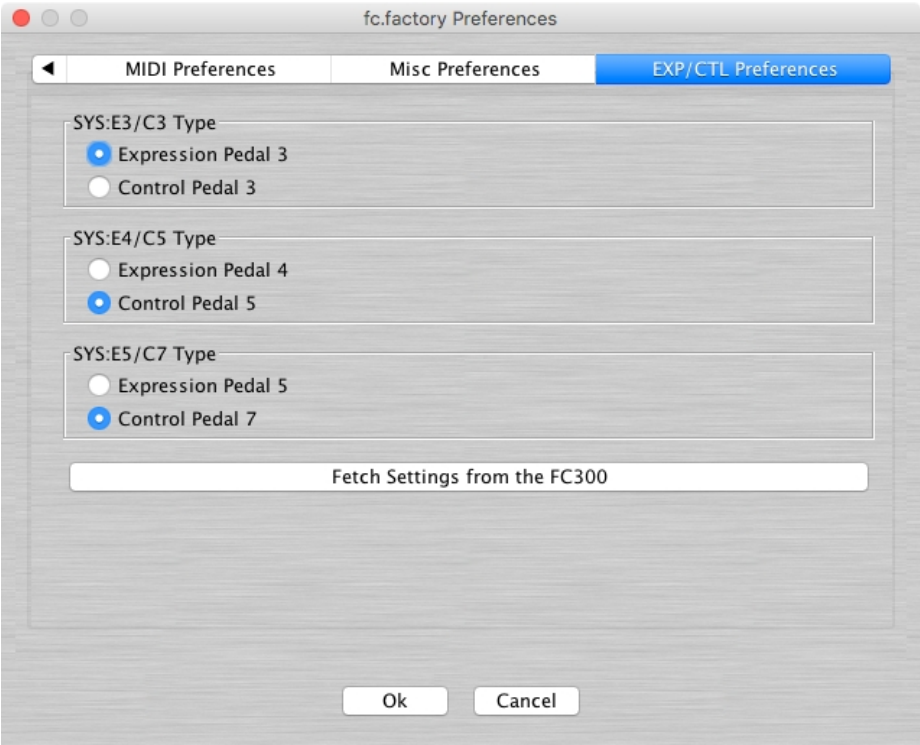 fc.factory Preferences
◀ MIDI Preferences Misc Preferences EXP/CTL Preferences
SYS:E3/C3 Type
Expression Pedal 3
Control Pedal 3
SYS:E4/C5 Type
Expression Pedal 4
Control Pedal 5
SYS:E5/C7 Type
Expression Pedal 5
Control Pedal 7
Fetch Settings from the FC300
Ok Cancel